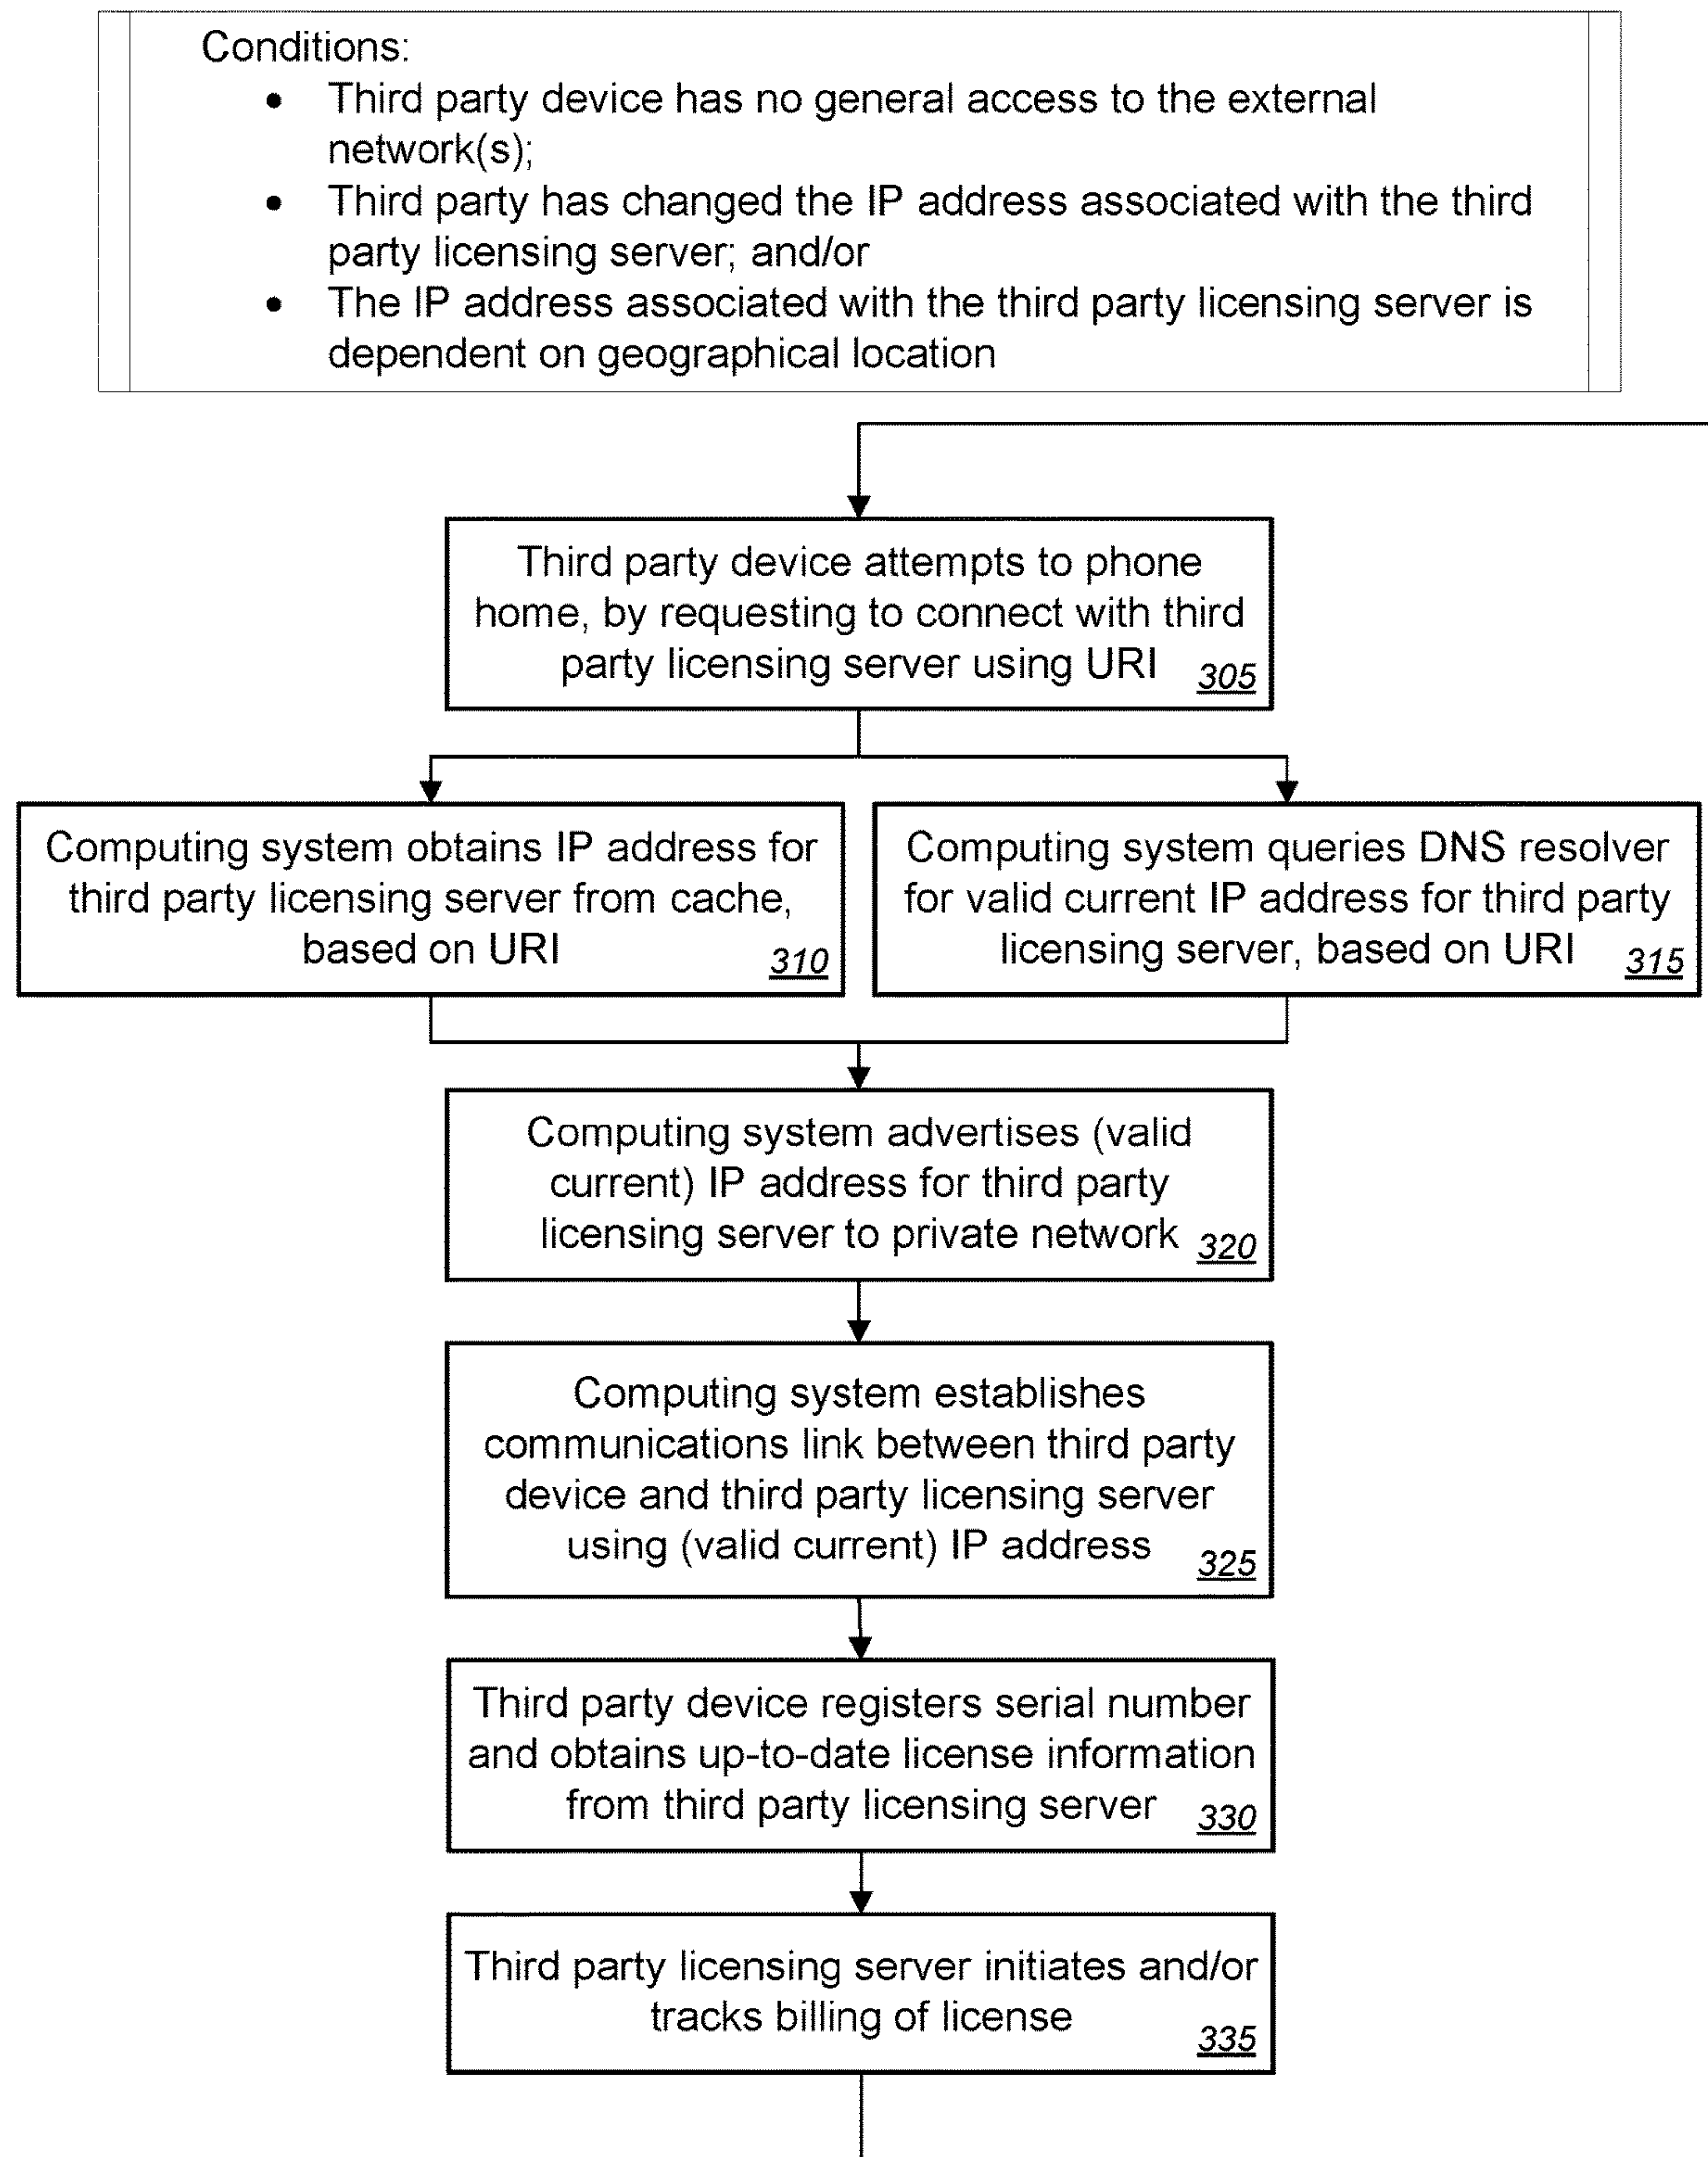 Conditions:
• Third party device has no general access to the external
network(s);
• Third party has changed the IP address associated with the third
party licensing server; and/or
• The IP address associated with the third party licensing server is
dependent on geographical location
Third party device attempts to phone
home, by requesting to connect with third
party licensing server using URI 305
Computing system obtains IP address for
third party licensing server from cache,
based on URI 310
Computing system queries DNS resolver
for valid current IP address for third party
licensing server, based on URI 315
Computing system advertises (valid
current) IP address for third party
licensing server to private network 320
Computing system establishes
communications link between third party
device and third party licensing server
using (valid current) IP address 325
Third party device registers serial number
and obtains up-to-date license information
from third party licensing server 330
Third party licensing server initiates and/or
tracks billing of license 335